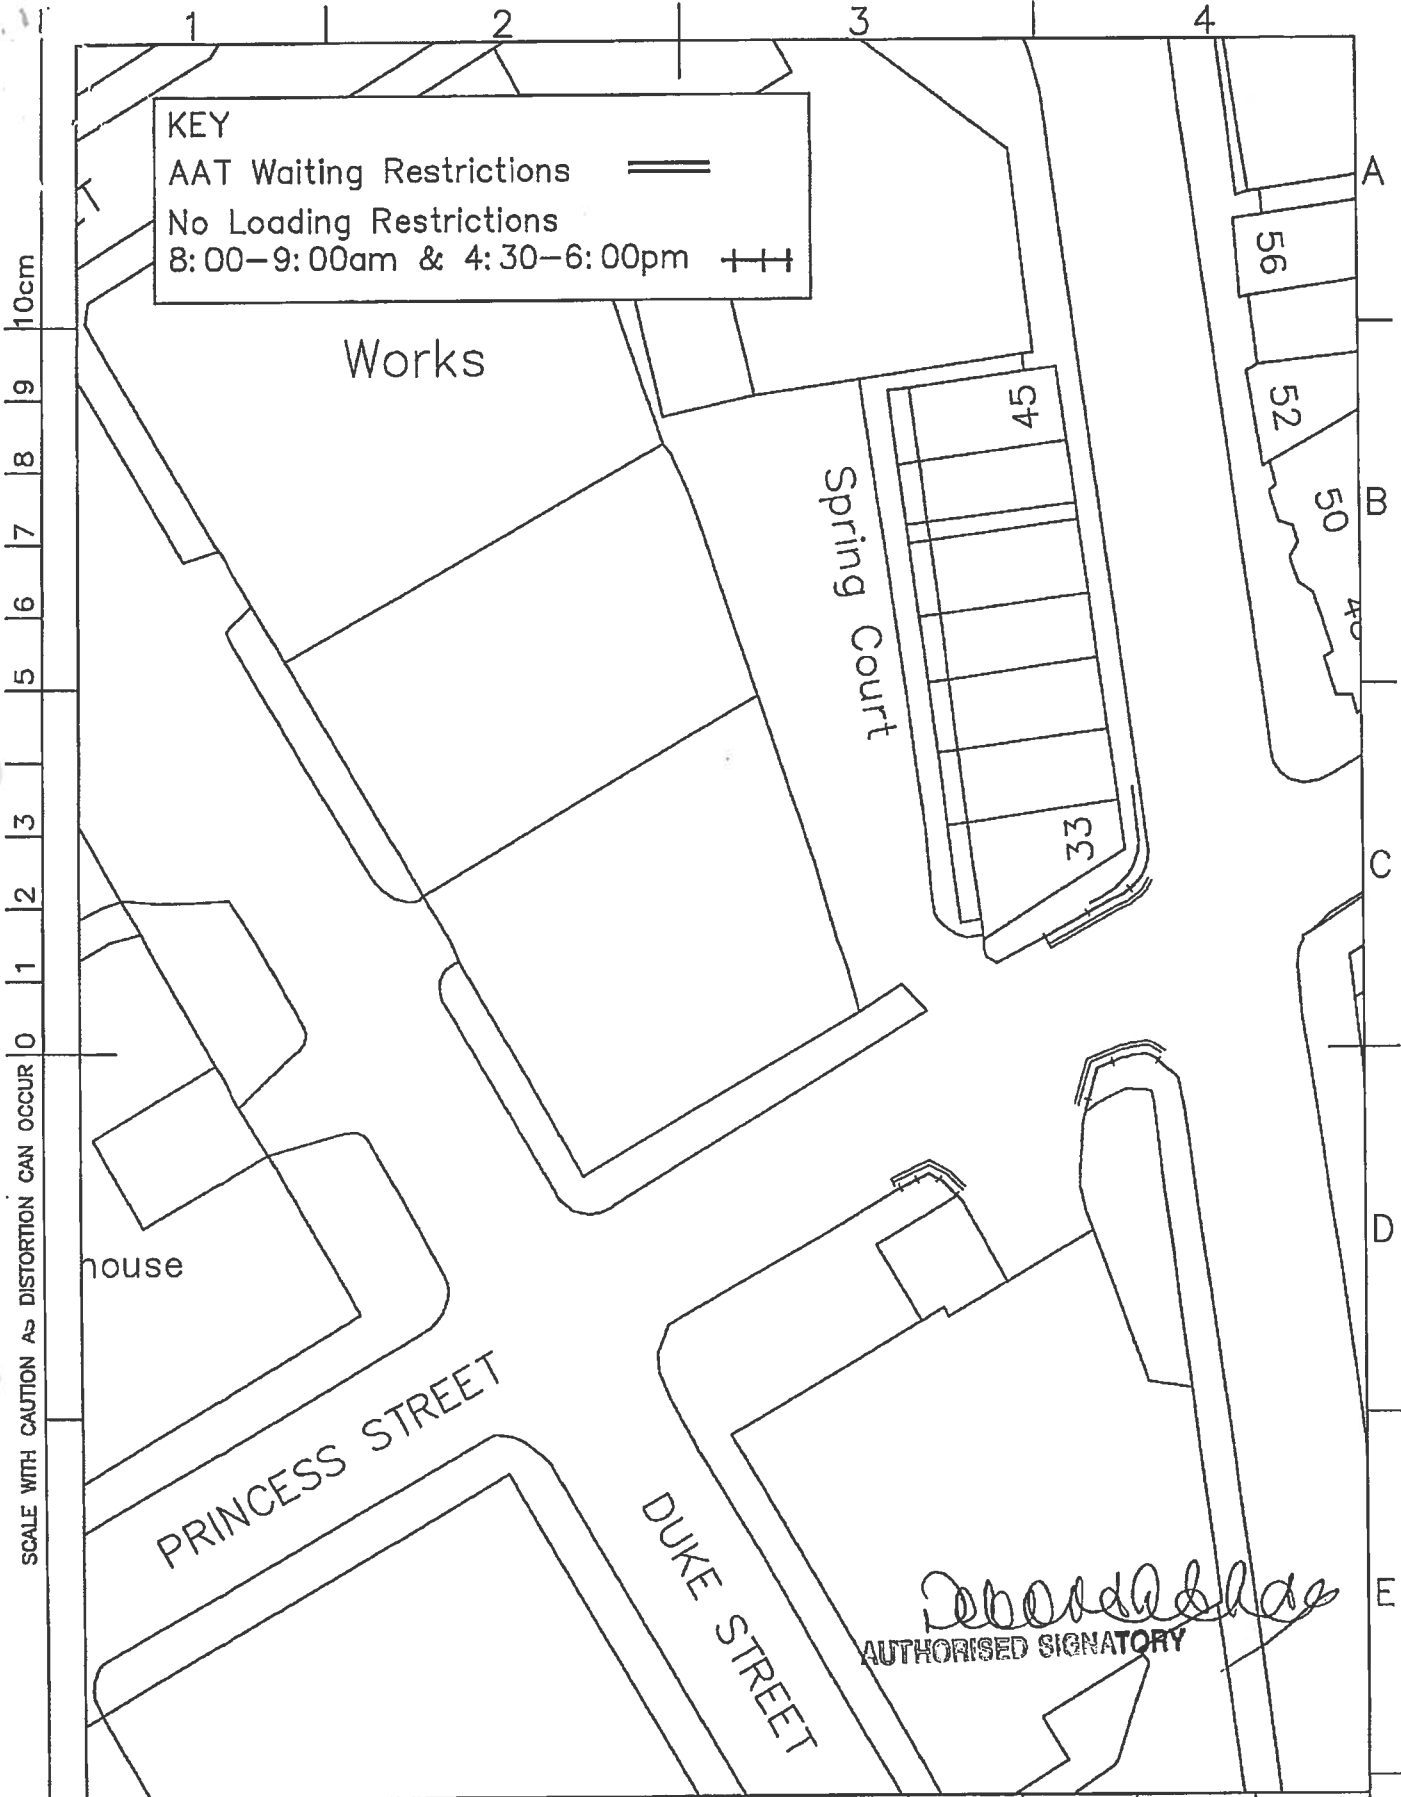 1 2 3 4
KEY
AAT Waiting Restrictions
No Loading Restrictions
8:00-9:00am & 4:30-6:00pm
A
56
10cm
Works
9
45
52
8
Spring Court
50
B
7
6
5
3
33
C
2
1
0
SCALE WITH CAUTION AS DISTORTION CAN OCCUR
D
house
PRINCESS STREET
DUKE STREET
E
AUTHORISED SIGNATORY